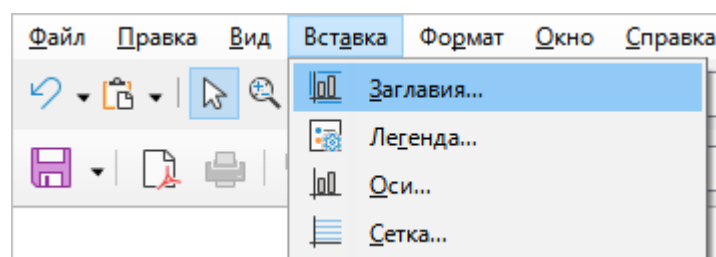 Файл Правка Вид Вставка Формат Окно Справка
Заглавия...
Легенда...
Оси...
Сетка...